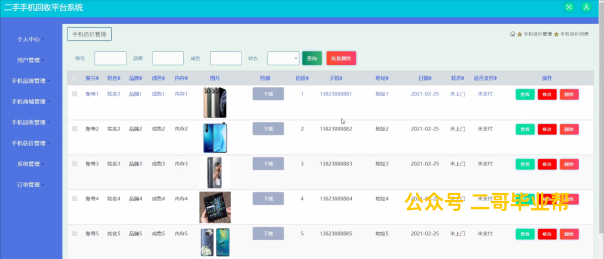 二手手机回收平台系统
手机估价管理
手机估价管理 手机估价列表
个人中心
用户管理
手机品牌管理
手机商城管理
手机回收管理
手机估价管理
系统管理
订单管理
账号 品牌 成色 状态 查询 批量删除
账号 姓名 品牌 成色 内存 图片 检测 估价 手机 地址 日期 状态 是否支付 操作
账号1 姓名1 品牌1 成色1 内存1 下载 1 13823888881 地址1 2021-02-25 未上门 未支付 查看 修改 删除
账号2 姓名2 品牌2 成色2 内存2 下载 2 13823888882 地址2 2021-02-25 未上门 未支付 查看 修改 删除
账号3 姓名3 品牌3 成色3 内存3 下载 3 13823888883 地址3 2021-02-25 未上门 未支付 查看 修改 删除
账号4 姓名4 品牌4 成色4 内存4 下载 4 13823888884 地址4 2021-02-25 未上门 未支付 查看 修改 删除
公众号 二哥毕业帮
账号5 姓名5 品牌5 成色5 内存5 下载 5 13823888885 地址5 2021-02-25 未上门 未支付 查看 修改 删除